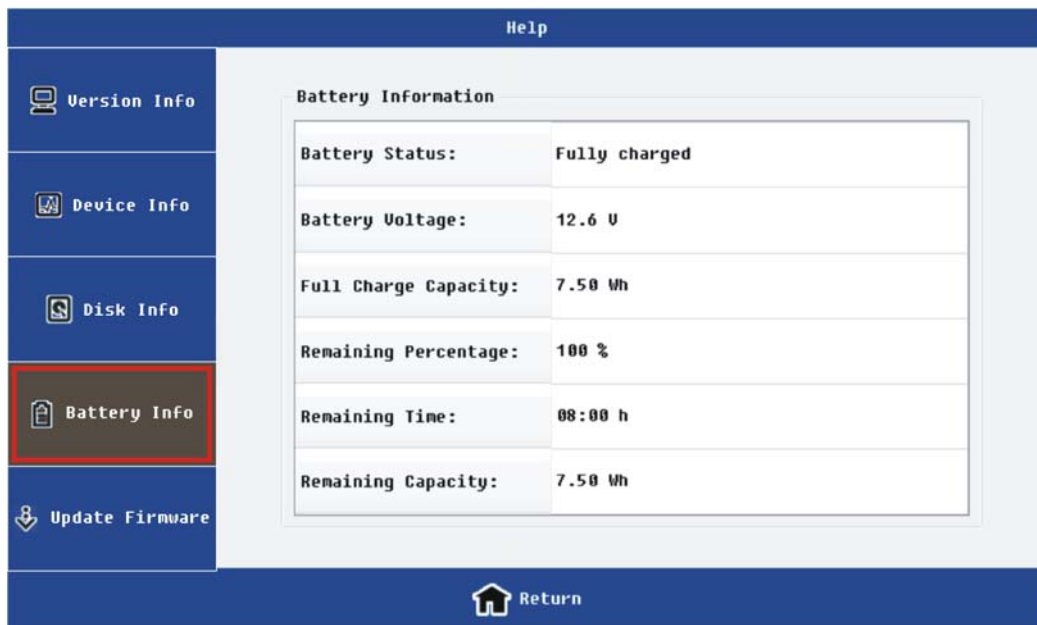 Help
Version Info
Device Info
Disk Info
Battery Info
Update Firmware
Battery Information
Battery Status: Fully charged
Battery Voltage: 12.6 V
Full Charge Capacity: 7.50 Wh
Remaining Percentage: 100 %
Remaining Time: 08:00 h
Remaining Capacity: 7.50 Wh
Return